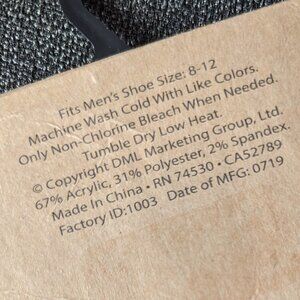 Fits Men's Shoe Size: 8-12
Machine Wash Cold With Like Colors.
Only Non-Chlorine Bleach When Needed.
Tumble Dry Low Heat.
© Copyright DML Marketing Group, Ltd.
67% Acrylic, 31% Polyester, 2% Spandex.
Made In China • RN 74530 • CA52789
Factory ID:1003 Date of MFG: 0719